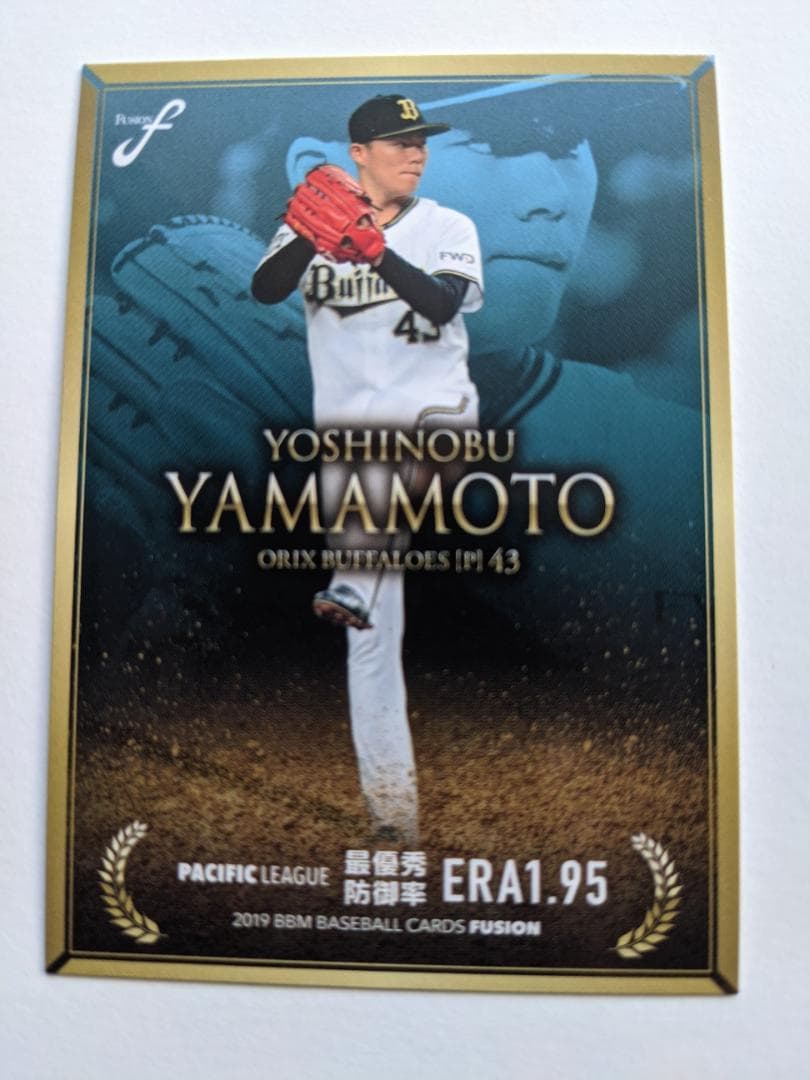 FUSION f
B
FWD
Buffa
43
YOSHINOBU
YAMAMOTO
ORIX BUFFALOES [P] 43
PACIFIC LEAGUE 最優秀防御率 ERA1.95
2019 BBM BASEBALL CARDS FUSION